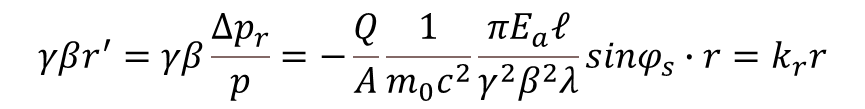 γβr′ = γβ Δp_r / p = − Q/A 1/(m_0c^2) πE_aℓ/(γ^2β^2λ) sinφ_s · r = k_r r